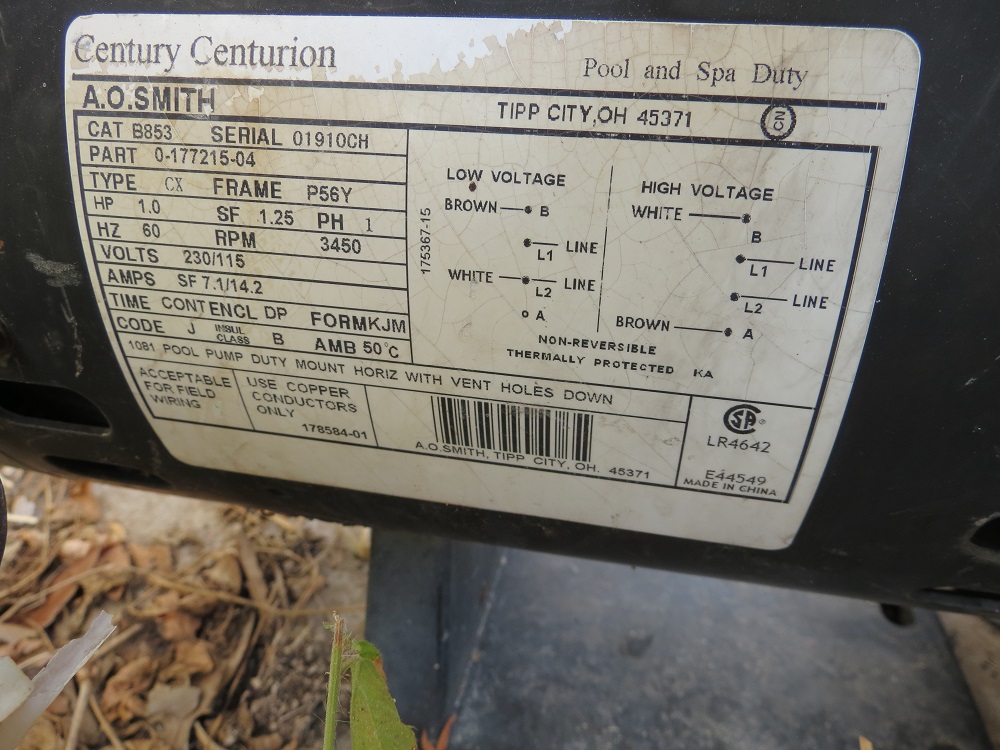 Century Centurion
Pool and Spa Duty
A.O.SMITH
TIPP CITY,OH 45371
CAT B853 SERIAL 01910CH
PART 0-177215-04
TYPE CX FRAME P56Y
HP 1.0 SF 1.25 PH 1
HZ 60 RPM 3450
VOLTS 230/115
AMPS SF 7.1/14.2
TIME CONT ENCL DP FORM KJM
CODE J INSUL CLASS B AMB 50°C
1081 POOL PUMP DUTY MOUNT HORIZ WITH VENT HOLES DOWN
175367-15
LOW VOLTAGE
BROWN B
L1 LINE
WHITE L2 LINE
A
HIGH VOLTAGE
WHITE
B
L1 LINE
L2 LINE
BROWN A
NON-REVERSIBLE
THERMALLY PROTECTED KA
ACCEPTABLE
FOR FIELD
WIRING
USE COPPER
CONDUCTORS
ONLY
178584-01
A.O.SMITH, TIPP CITY, OH. 45371
SA ®
LR4642
E44549
MADE IN CHINA